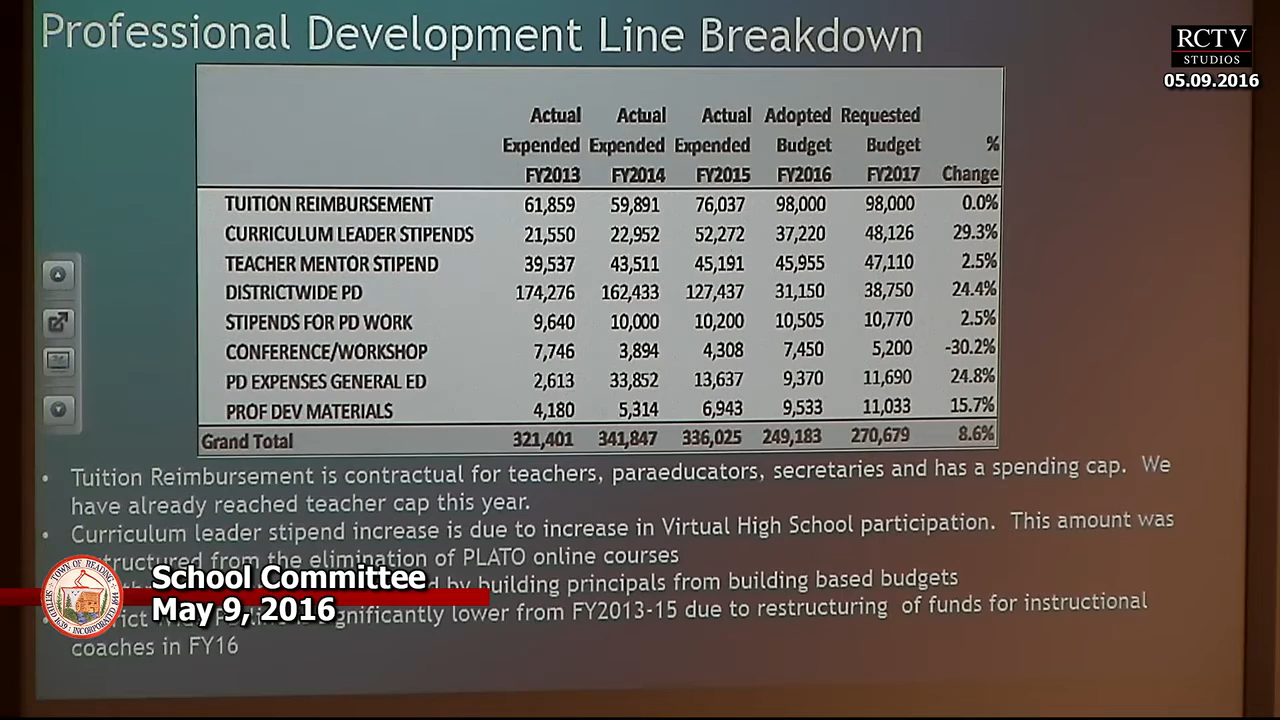 Professional Development Line Breakdown
RCTV
STUDIOS
05.09.2016
Actual Actual Actual Adopted Requested
Expended Expended Expended Budget Budget %
FY2013 FY2014 FY2015 FY2016 FY2017 Change
TUITION REIMBURSEMENT 61,859 59,891 76,037 98,000 98,000 0.0%
CURRICULUM LEADER STIPENDS 21,550 22,952 52,272 37,220 48,126 29.3%
TEACHER MENTOR STIPEND 39,537 43,511 45,191 45,955 47,110 2.5%
DISTRICTWIDE PD 174,276 162,433 127,437 31,150 38,750 24.4%
STIPENDS FOR PD WORK 9,640 10,000 10,200 10,505 10,770 2.5%
CONFERENCE/WORKSHOP 7,746 3,894 4,308 7,450 5,200 -30.2%
PD EXPENSES GENERAL ED 2,613 33,852 13,637 9,370 11,690 24.8%
PROF DEV MATERIALS 4,180 5,314 6,943 9,533 11,033 15.7%
Grand Total 321,401 341,847 336,025 249,183 270,679 8.6%
• Tuition Reimbursement is contractual for teachers, paraeducators, secretaries and has a spending cap. We
have already reached teacher cap this year.
• Curriculum leader stipend increase is due to increase in Virtual High School participation. This amount was
from the elimination of PLATO online courses
by building principals from building based budgets
lower from FY2013-15 due to restructuring of funds for instructional
coaches in FY16
TOWN OF READING
School Committee
May 9, 2016